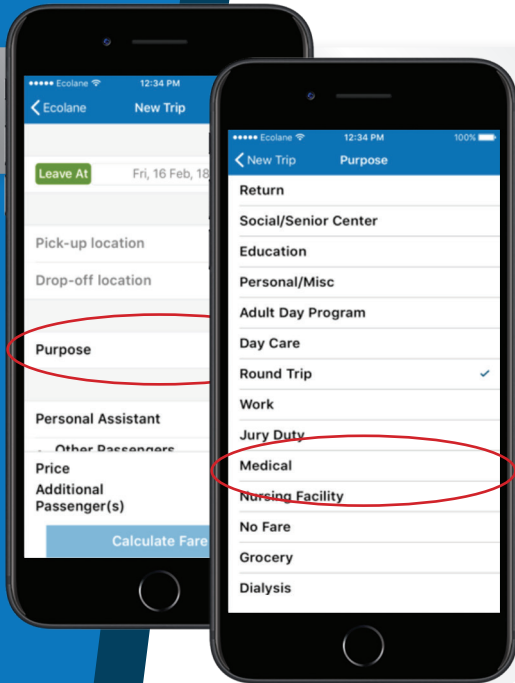 Ecolane 12:34 PM
Ecolane New Trip
Leave At Fri, 16 Feb, 18
Pick-up location
Drop-off location
Purpose
Personal Assistant
Other Passengers
Price
Additional
Passenger(s)
Calculate Fare
Ecolane 12:34 PM 100%
New Trip Purpose
Return
Social/Senior Center
Education
Personal/Misc
Adult Day Program
Day Care
Round Trip
Work
Jury Duty
Medical
Nursing Facility
No Fare
Grocery
Dialysis